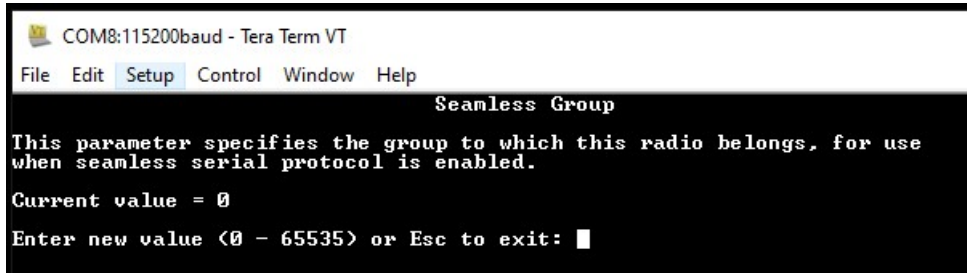 COM8:115200baud - Tera Term VT
File Edit Setup Control Window Help
Seamless Group
This parameter specifies the group to which this radio belongs, for use
when seamless serial protocol is enabled.
Current value = 0
Enter new value (0 - 65535) or Esc to exit: